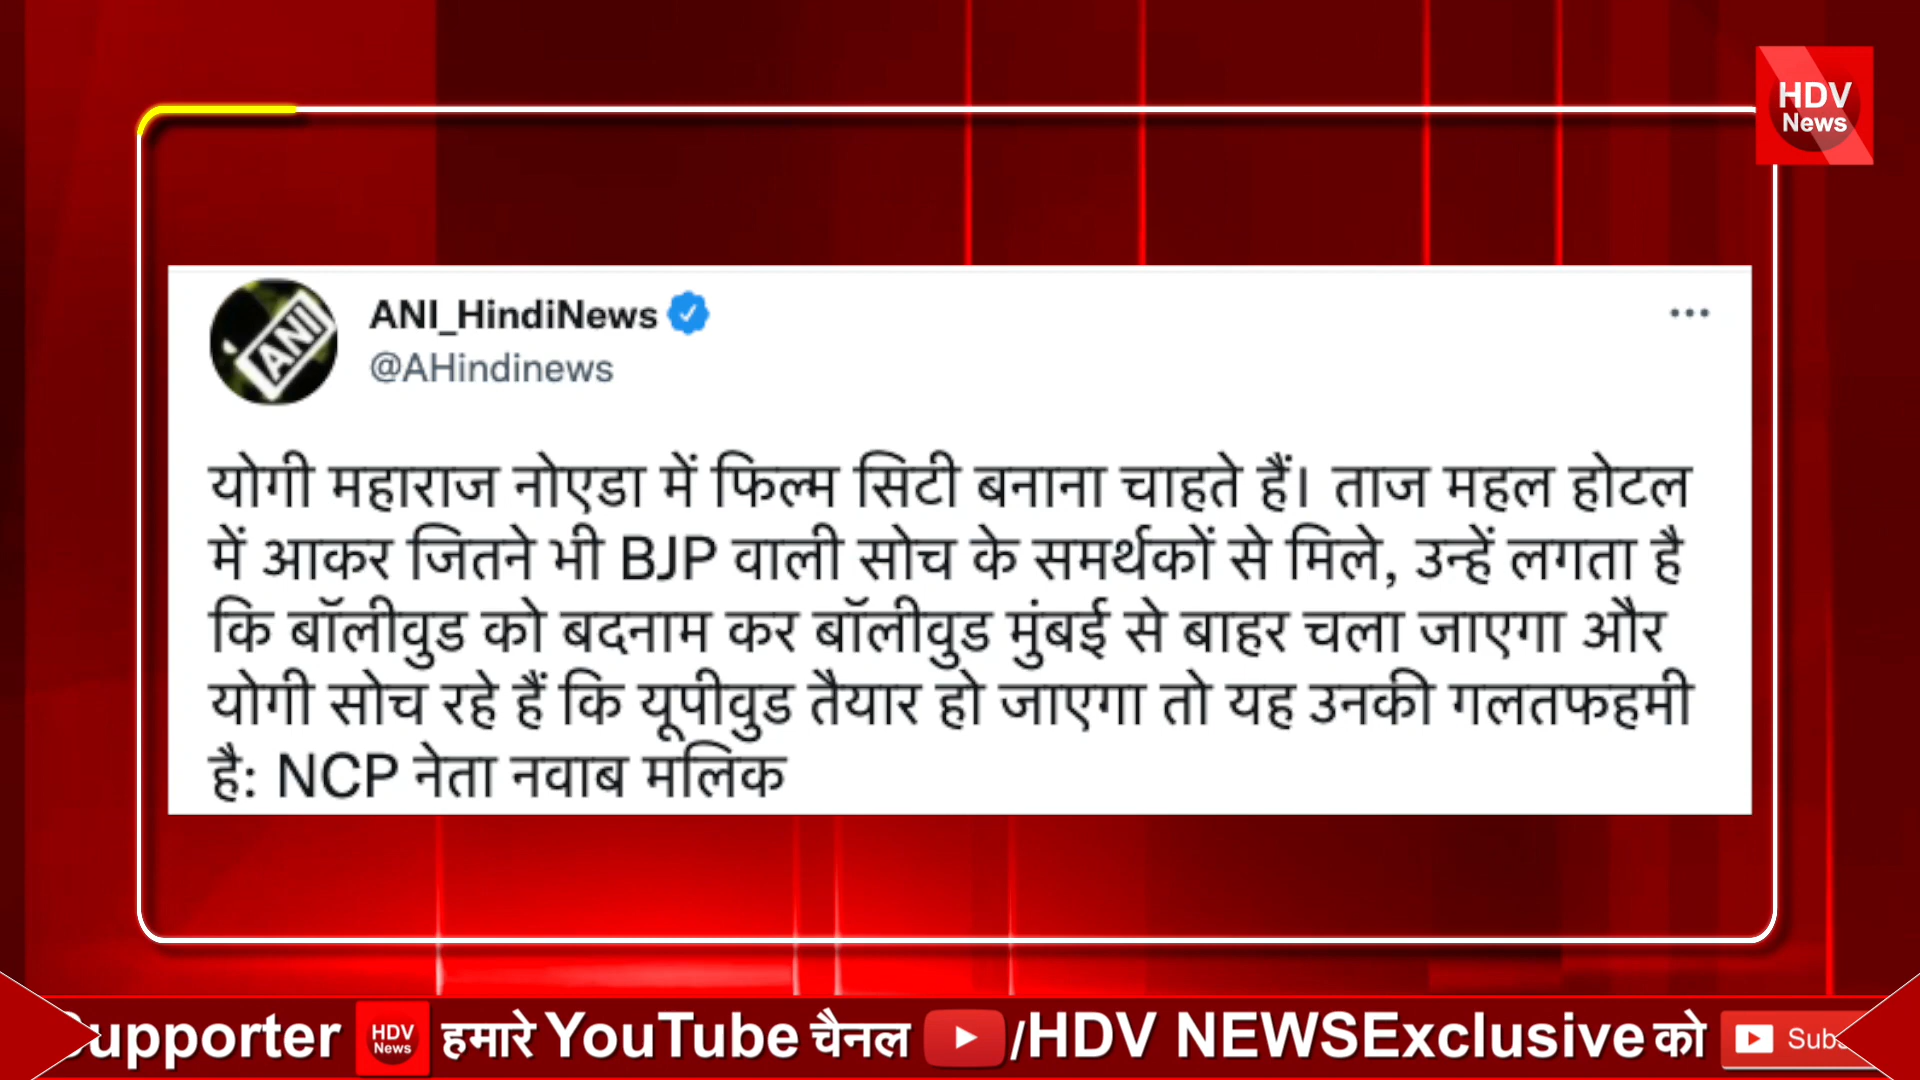 HDV
News
ANI_HindiNews
@AHindinews
योगी महाराज नोएडा में फिल्म सिटी बनाना चाहते हैं। ताज महल होटल
में आकर जितने भी BJP वाली सोच के समर्थकों से मिले, उन्हें लगता है
कि बॉलीवुड को बदनाम कर बॉलीवुड मुंबई से बाहर चला जाएगा और
योगी सोच रहे हैं कि यूपीवुड तैयार हो जाएगा तो यह उनकी गलतफहमी
है: NCP नेता नवाब मलिक
upporter HDV News हमारे YouTube चैनल /HDV NEWSExclusive को Subs